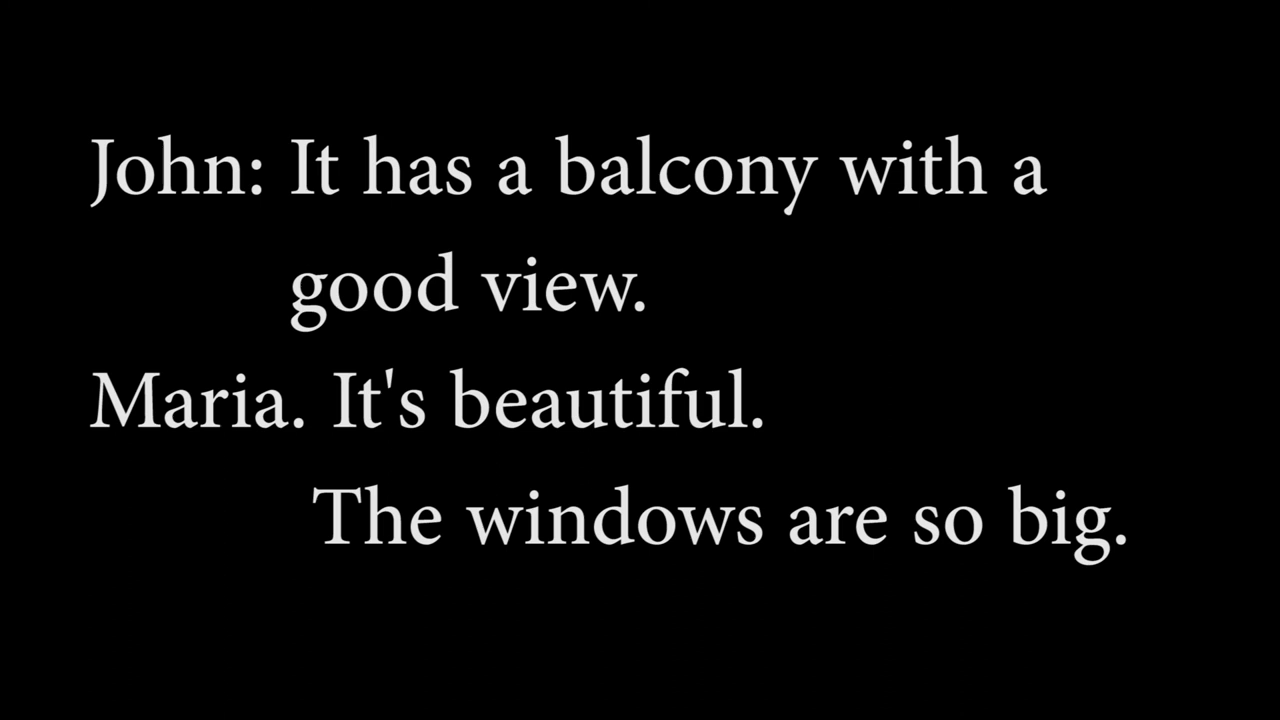 John: It has a balcony with a
good view.
Maria. It's beautiful.
The windows are so big.